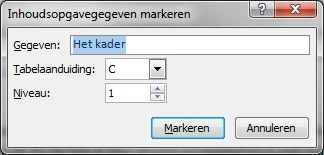 Inhoudsopgavegegeven markeren
Gegeven: Het kader
Tabelaanduiding: C
Niveau: 1
Markeren Annuleren